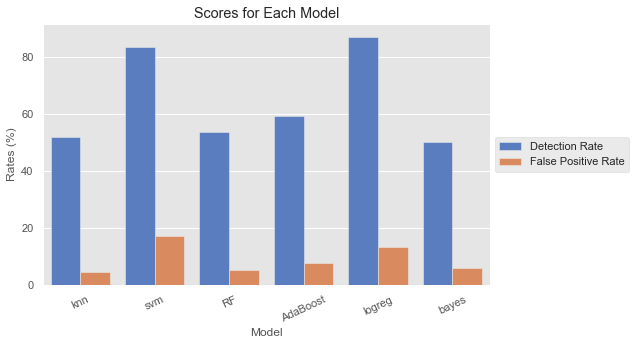 Scores for Each Model
Rates (%)
80
60
40
20
0
knn
svm
RF
AdaBoost
logreg
bayes
Model
Detection Rate
False Positive Rate